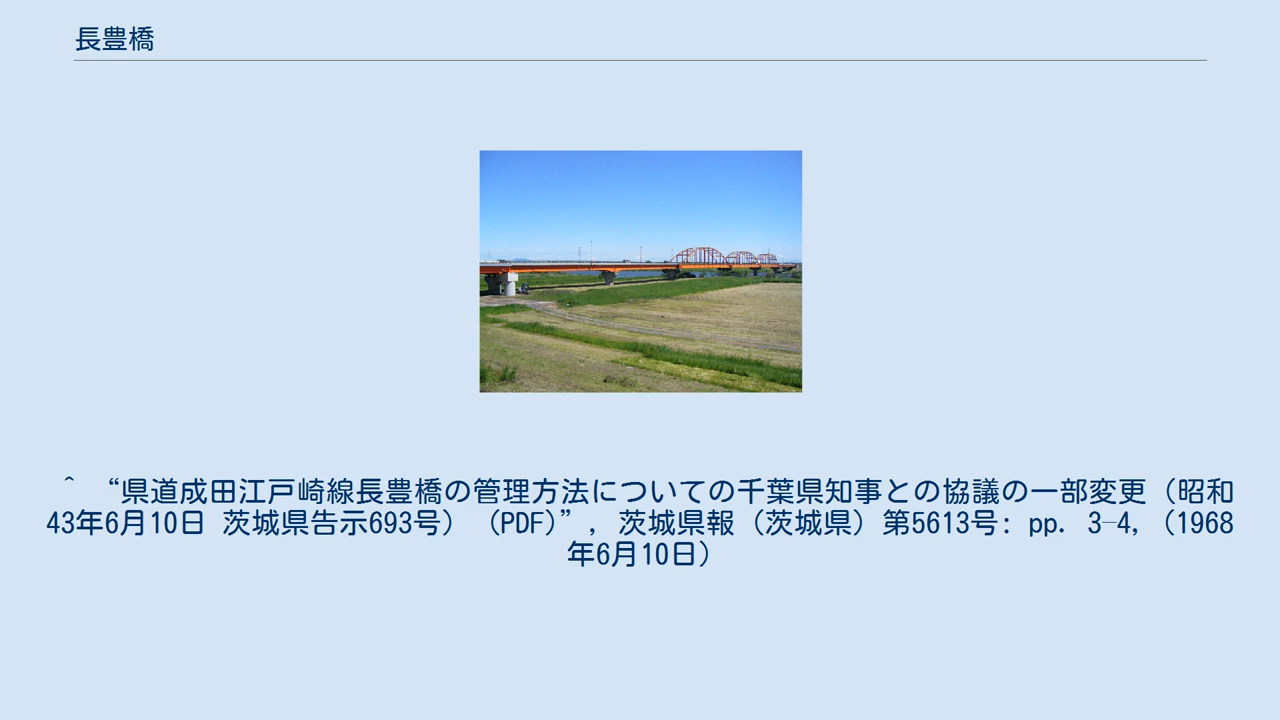 長豊橋
^ “県道成田江戸崎線長豊橋の管理方法についての千葉県知事との協議の一部変更（昭和
43年6月10日 茨城県告示693号）（PDF）”, 茨城県報（茨城県）第5613号: pp. 3–4,（1968
年6月10日）